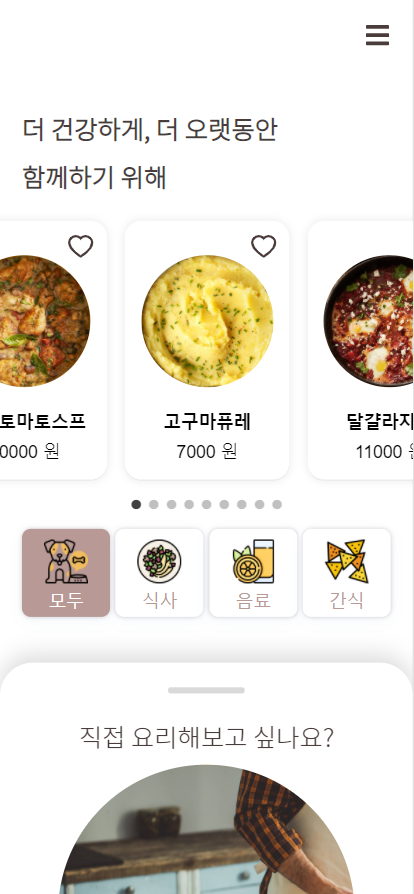 더 건강하게, 더 오랫동안
함께하기 위해
토마토스프
고구마퓨레
달걀라자
0000 원
7000 원
11000
모두
식사
음료
간식
직접 요리해보고 싶나요?